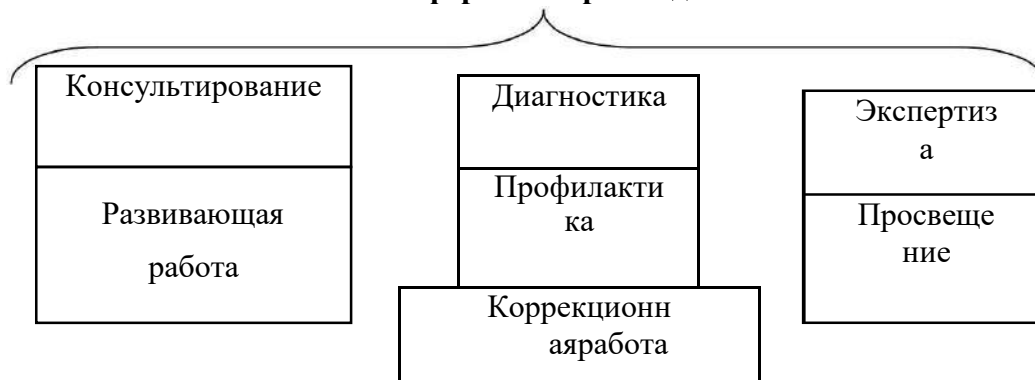 Консультирование
Развивающая
работа
Диагностика
Профилакти
ка
Коррекционн
аяработа
Экспертиз
а
Просвеще
ние